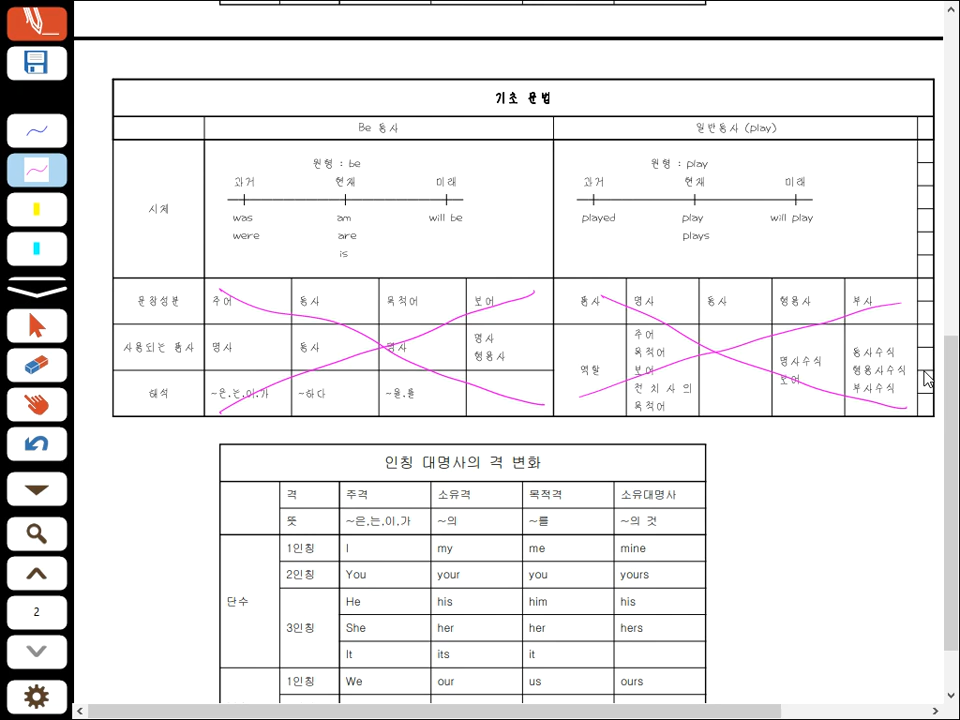 기초 문법
Be 동사 일반동사 (play)
시제
원형 : be
과거 현재 미래
was am will be
were are
is
원형 : play
과거 현재 미래
played play will play
plays
문장성분 주어 동사 목적어 보어
사용되는 품사 명사 동사 명사 명사 형용사
해석 ~은.는.이.가 ~하다 ~을.를
품사 명사 동사 형용사 부사
역할
주어
목적어
보어
전치사의
목적어
명사수식
보어
동사수식
형용사수식
부사수식
인칭 대명사의 격 변화
격 주격 소유격 목적격 소유대명사
뜻 ~은.는.이.가 ~의 ~를 ~의 것
단수
1인칭 I my me mine
2인칭 You your you yours
3인칭
He his him his
She her her hers
It its it
1인칭 We our us ours
2